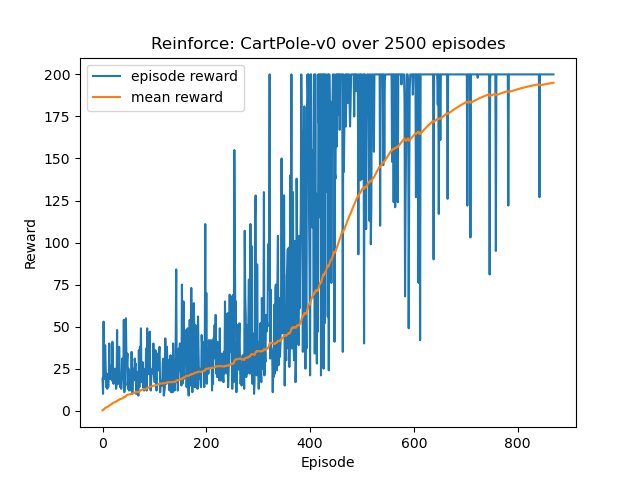 Reinforce: CartPole-v0 over 2500 episodes
episode reward
mean reward
200
175
150
125
100
75
50
25
0
Reward
0 200 400 600 800
Episode